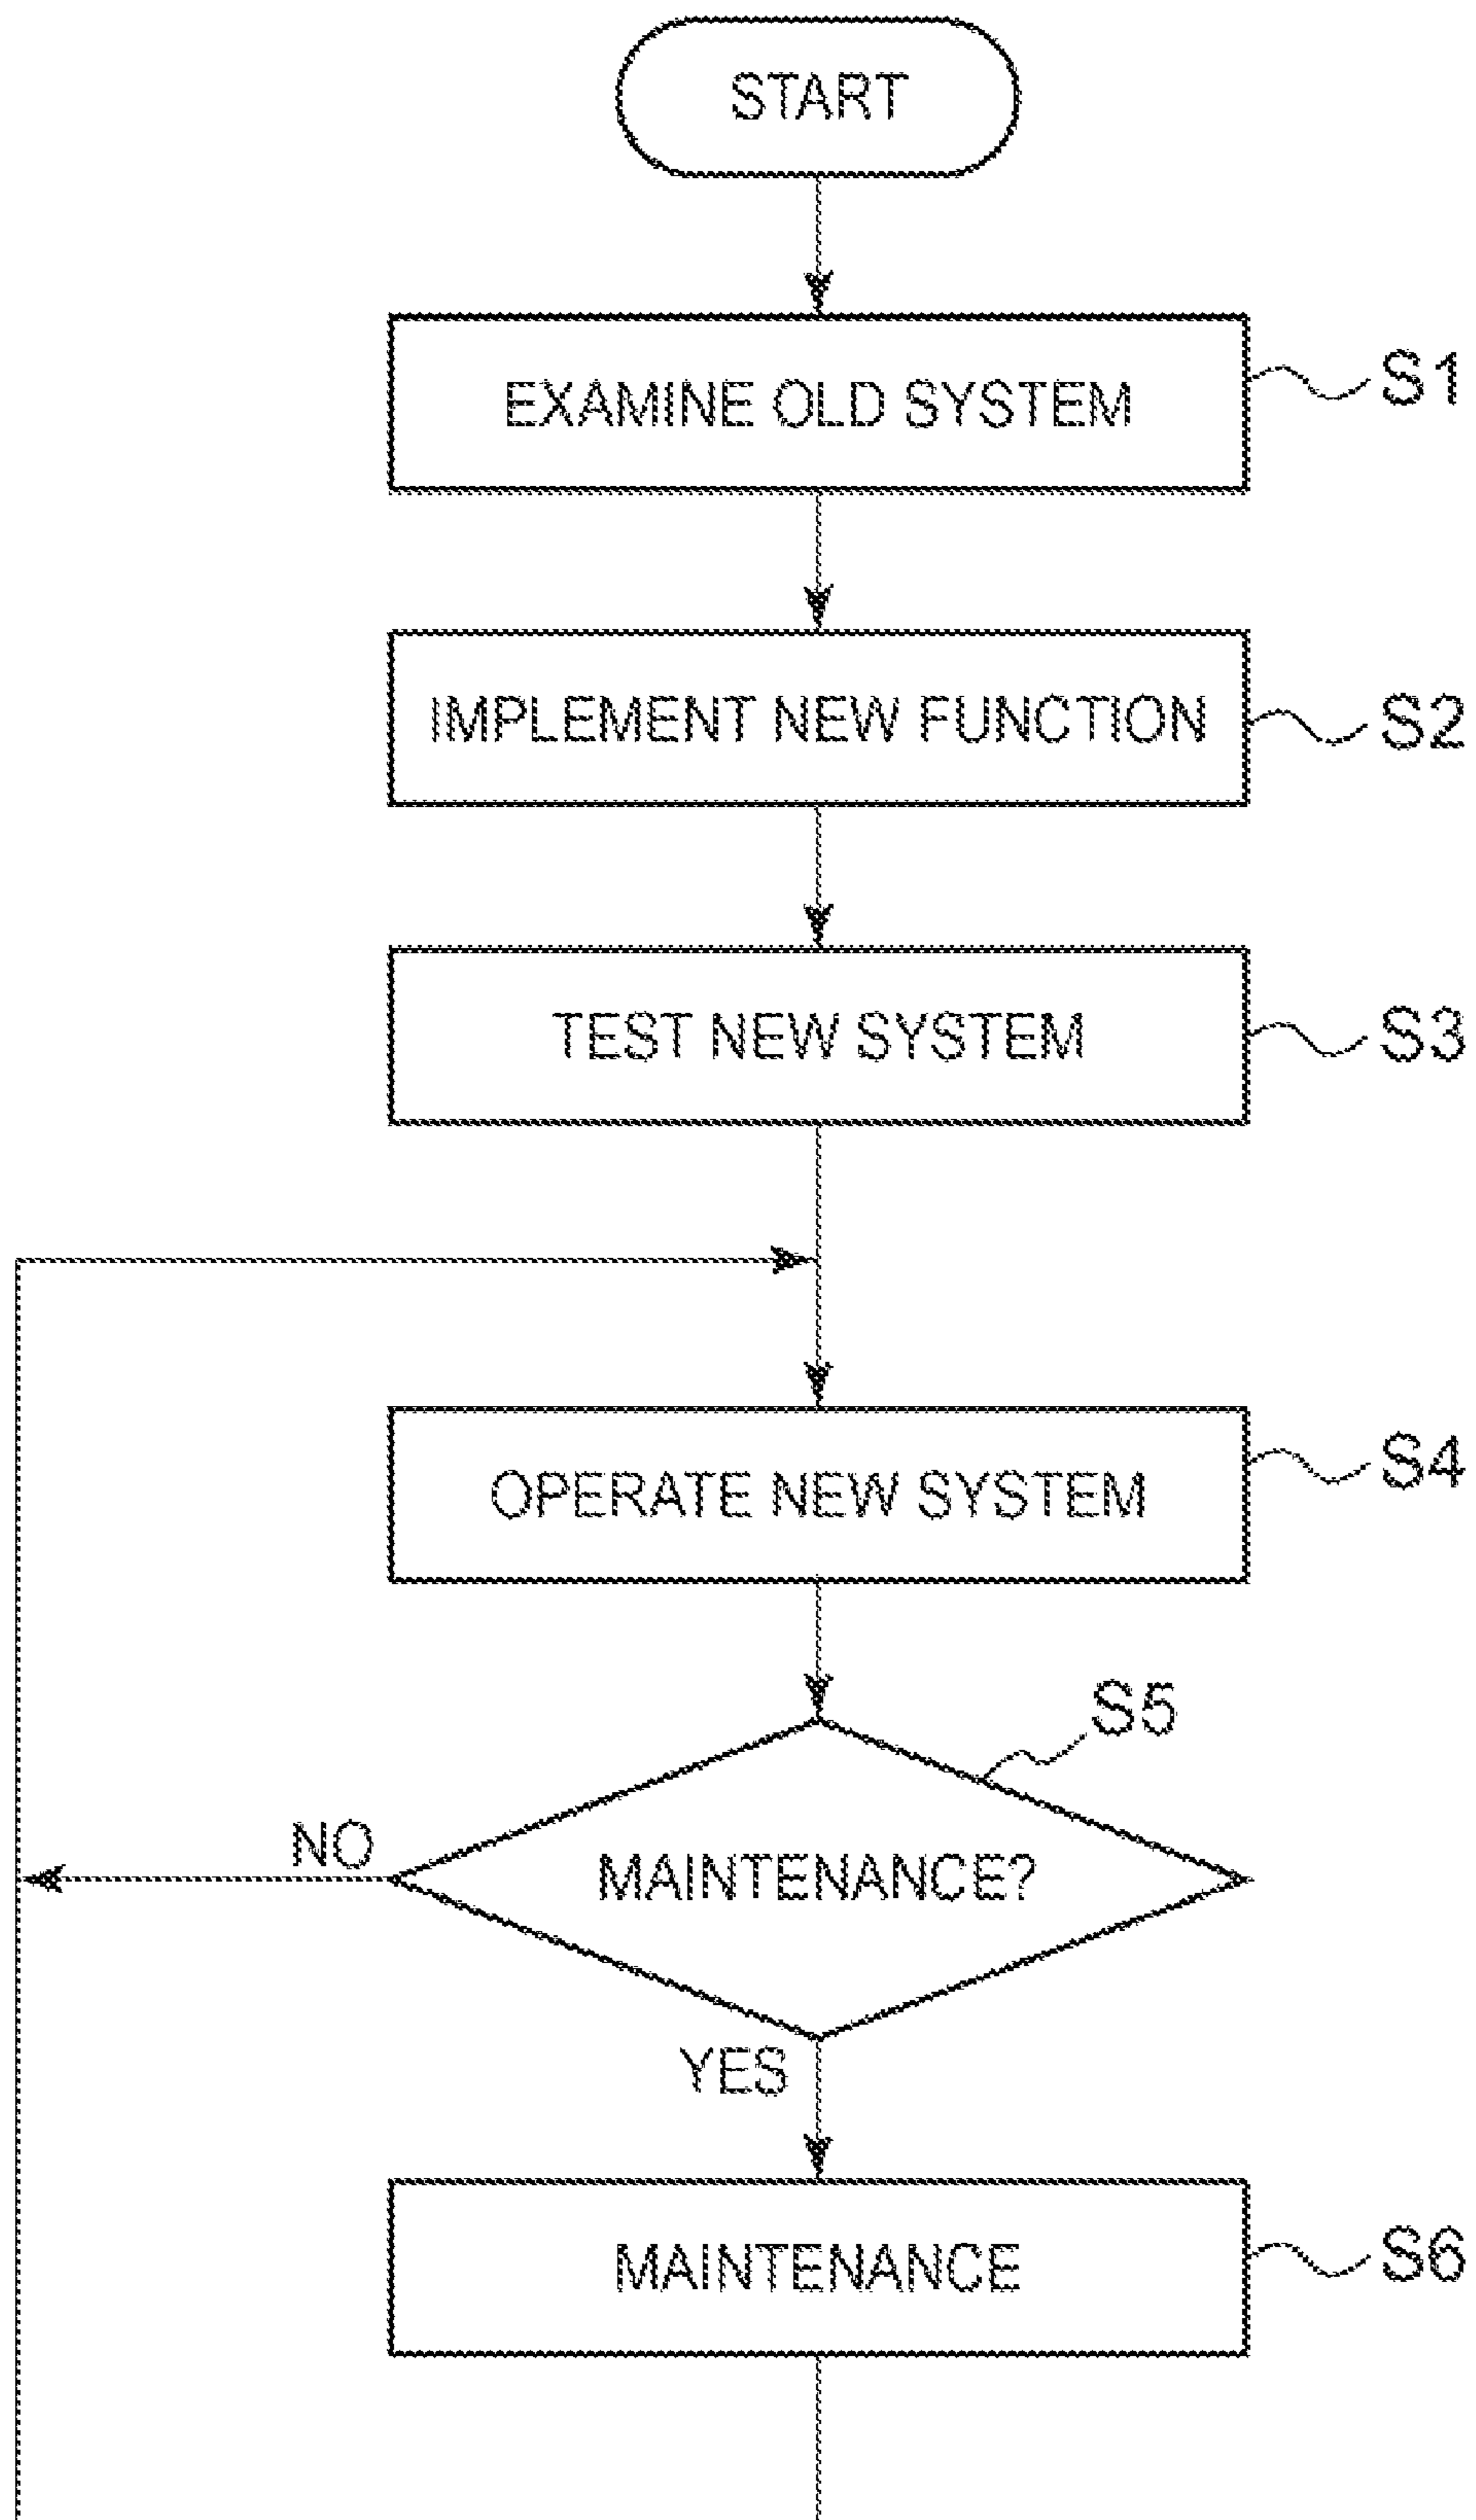 START
EXAMINE OLD SYSTEM
S1
IMPLEMENT NEW FUNCTION
S2
TEST NEW SYSTEM
S3
OPERATE NEW SYSTEM
S4
S5
NO
MAINTENANCE?
YES
MAINTENANCE
S6